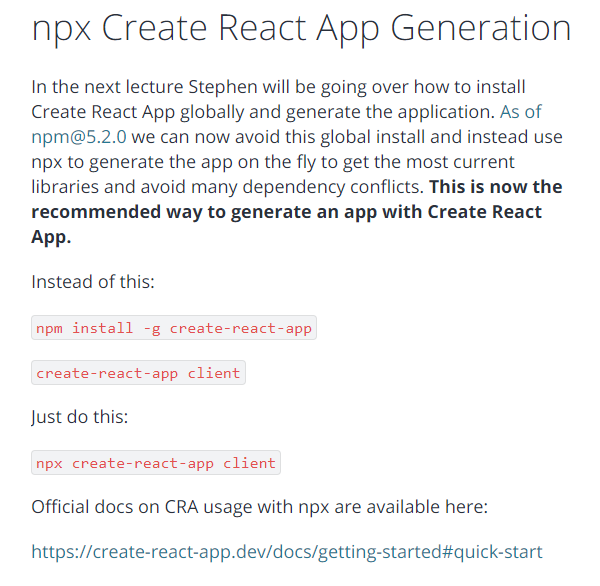 npx Create React App Generation
In the next lecture Stephen will be going over how to install
Create React App globally and generate the application. As of
npm@5.2.0 we can now avoid this global install and instead use
npx to generate the app on the fly to get the most current
libraries and avoid many dependency conflicts. This is now the
recommended way to generate an app with Create React
App.
Instead of this:
npm install -g create-react-app
create-react-app client
Just do this:
npx create-react-app client
Official docs on CRA usage with npx are available here:
https://create-react-app.dev/docs/getting-started#quick-start